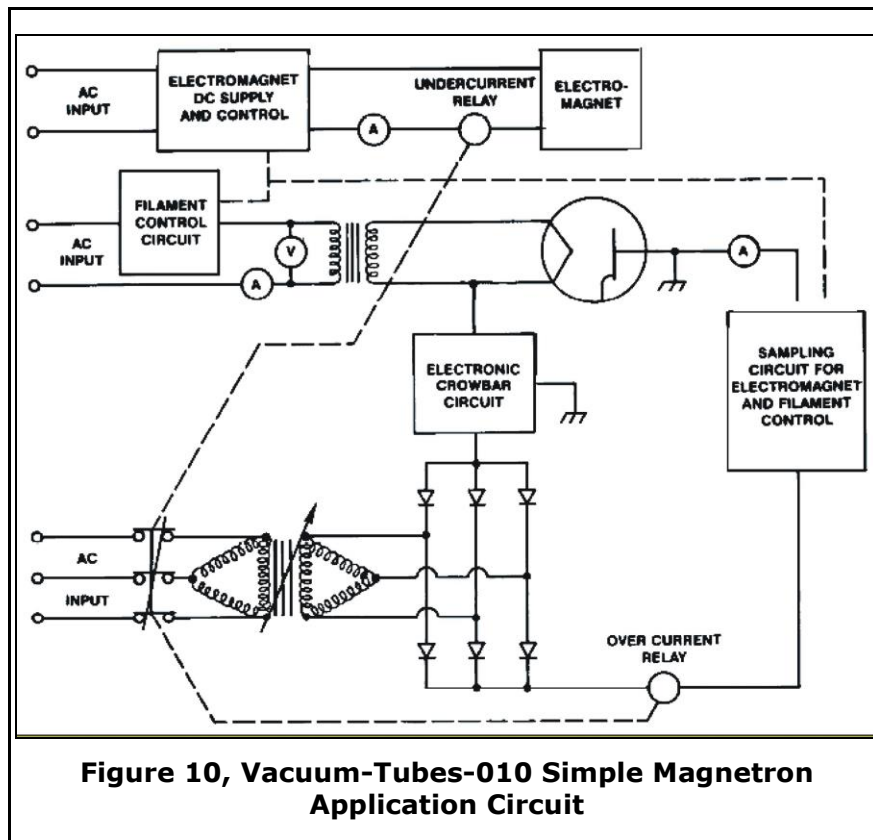 ELECTROMAGNET
DC SUPPLY
AND CONTROL
AC
INPUT
UNDERCURRENT
RELAY
ELECTRO-
MAGNET
A
FILAMENT
CONTROL
CIRCUIT
AC
INPUT
V
A
A
ELECTRONIC
CROWBAR
CIRCUIT
SAMPLING
CIRCUIT FOR
ELECTROMAGNET
AND FILAMENT
CONTROL
AC
INPUT
OVER CURRENT
RELAY
Figure 10, Vacuum-Tubes-010 Simple Magnetron
Application Circuit